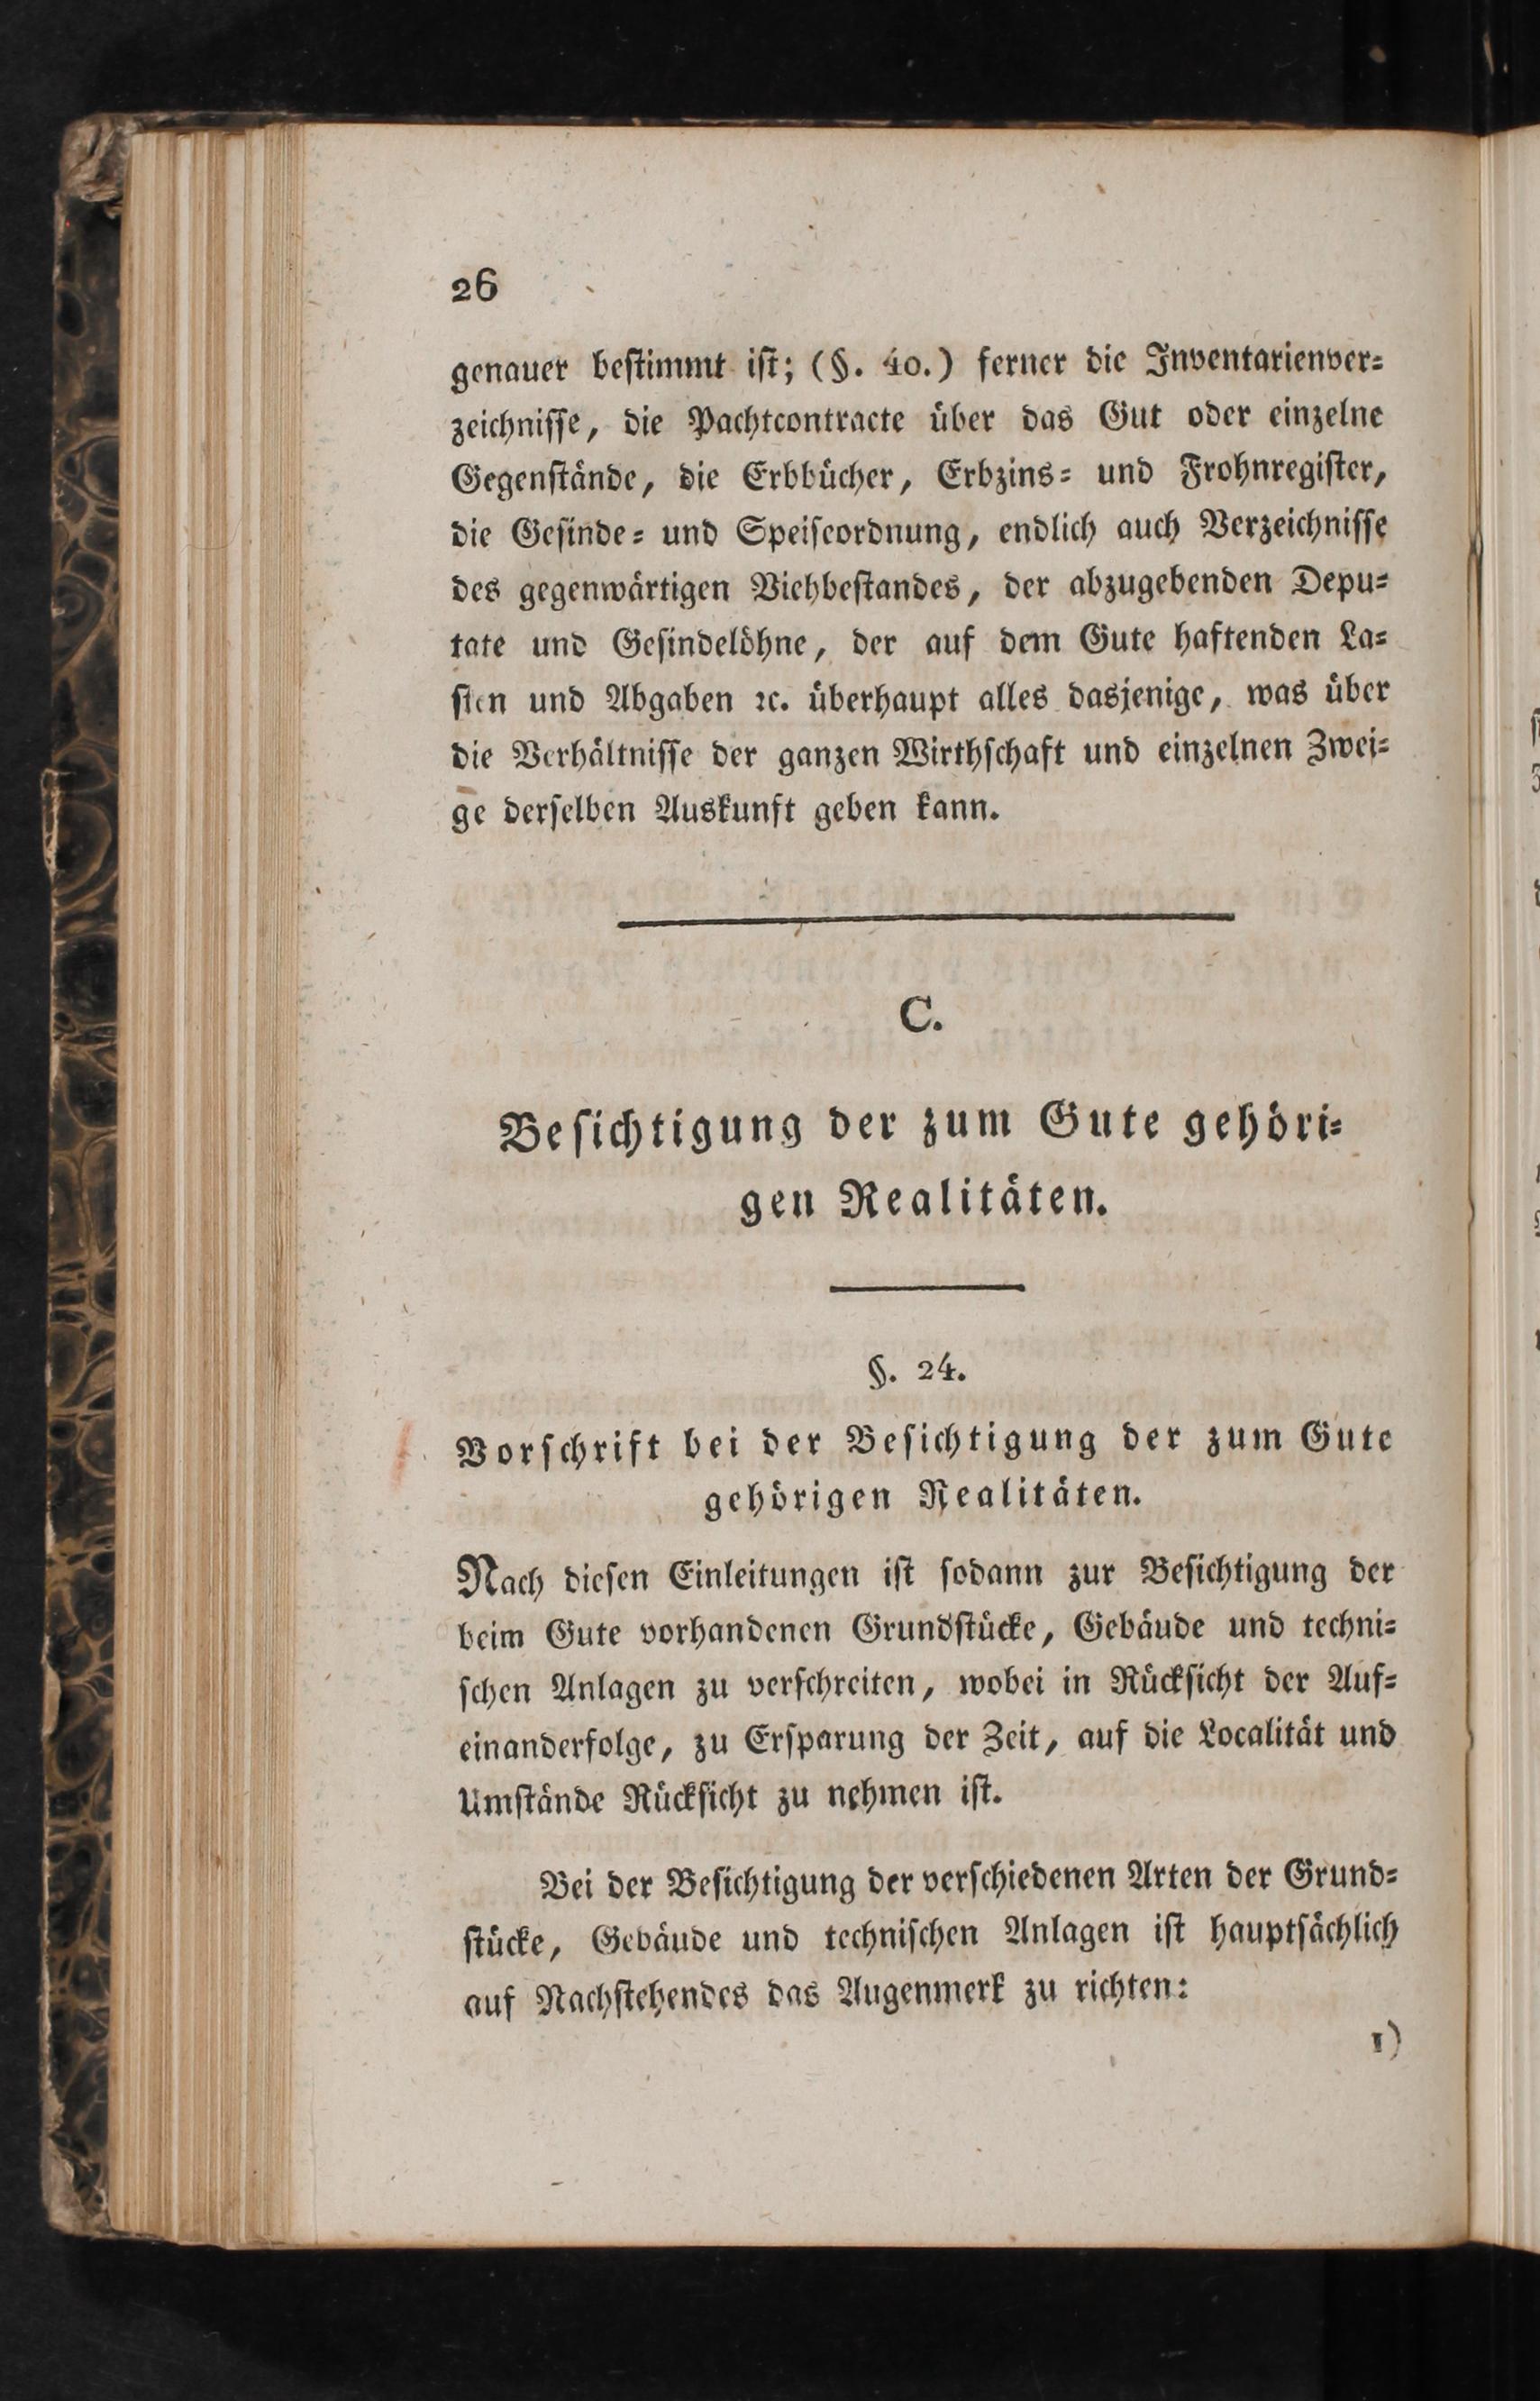 26
genauer beſtimmt iſt; (§. 40.) ferner die Inventarienver⸗
zeichniſſe, die Pachtcontracte über das Gut oder einzelne
Gegenſtände, die Erbbücher, Erbzins⸗ und Frohnregiſter,
die Geſinde⸗ und Speiſeordnung, endlich auch Verzeichniſſe
des gegenwärtigen Viehbeſtandes, der abzugebenden Depu⸗
tate und Geſindelöhne, der auf dem Gute haftenden La⸗
ſten und Abgaben ꝛc. überhaupt alles dasjenige, was über
die Verhältniſſe der ganzen Wirthſchaft und einzelnen Zwei⸗
ge derſelben Auskunft geben kann.
C.
Beſichtigung der zum Gute gehöri⸗
gen Realitäten.
§. 24.
Vorſchrift bei der Beſichtigung der zum Gute
gehörigen Realitäten.
Nach dieſen Einleitungen iſt ſodann zur Beſichtigung der
beim Gute vorhandenen Grundſtücke, Gebäude und techni⸗
ſchen Anlagen zu verſchreiten, wobei in Rückſicht der Auf⸗
einanderfolge, zu Erſparung der Zeit, auf die Localität und
Umſtände Rückſicht zu nehmen iſt.
Bei der Beſichtigung der verſchiedenen Arten der Grund⸗
ſtücke, Gebäude und techniſchen Anlagen iſt hauptſächlich
auf Nachſtehendes das Augenmerk zu richten:
1)